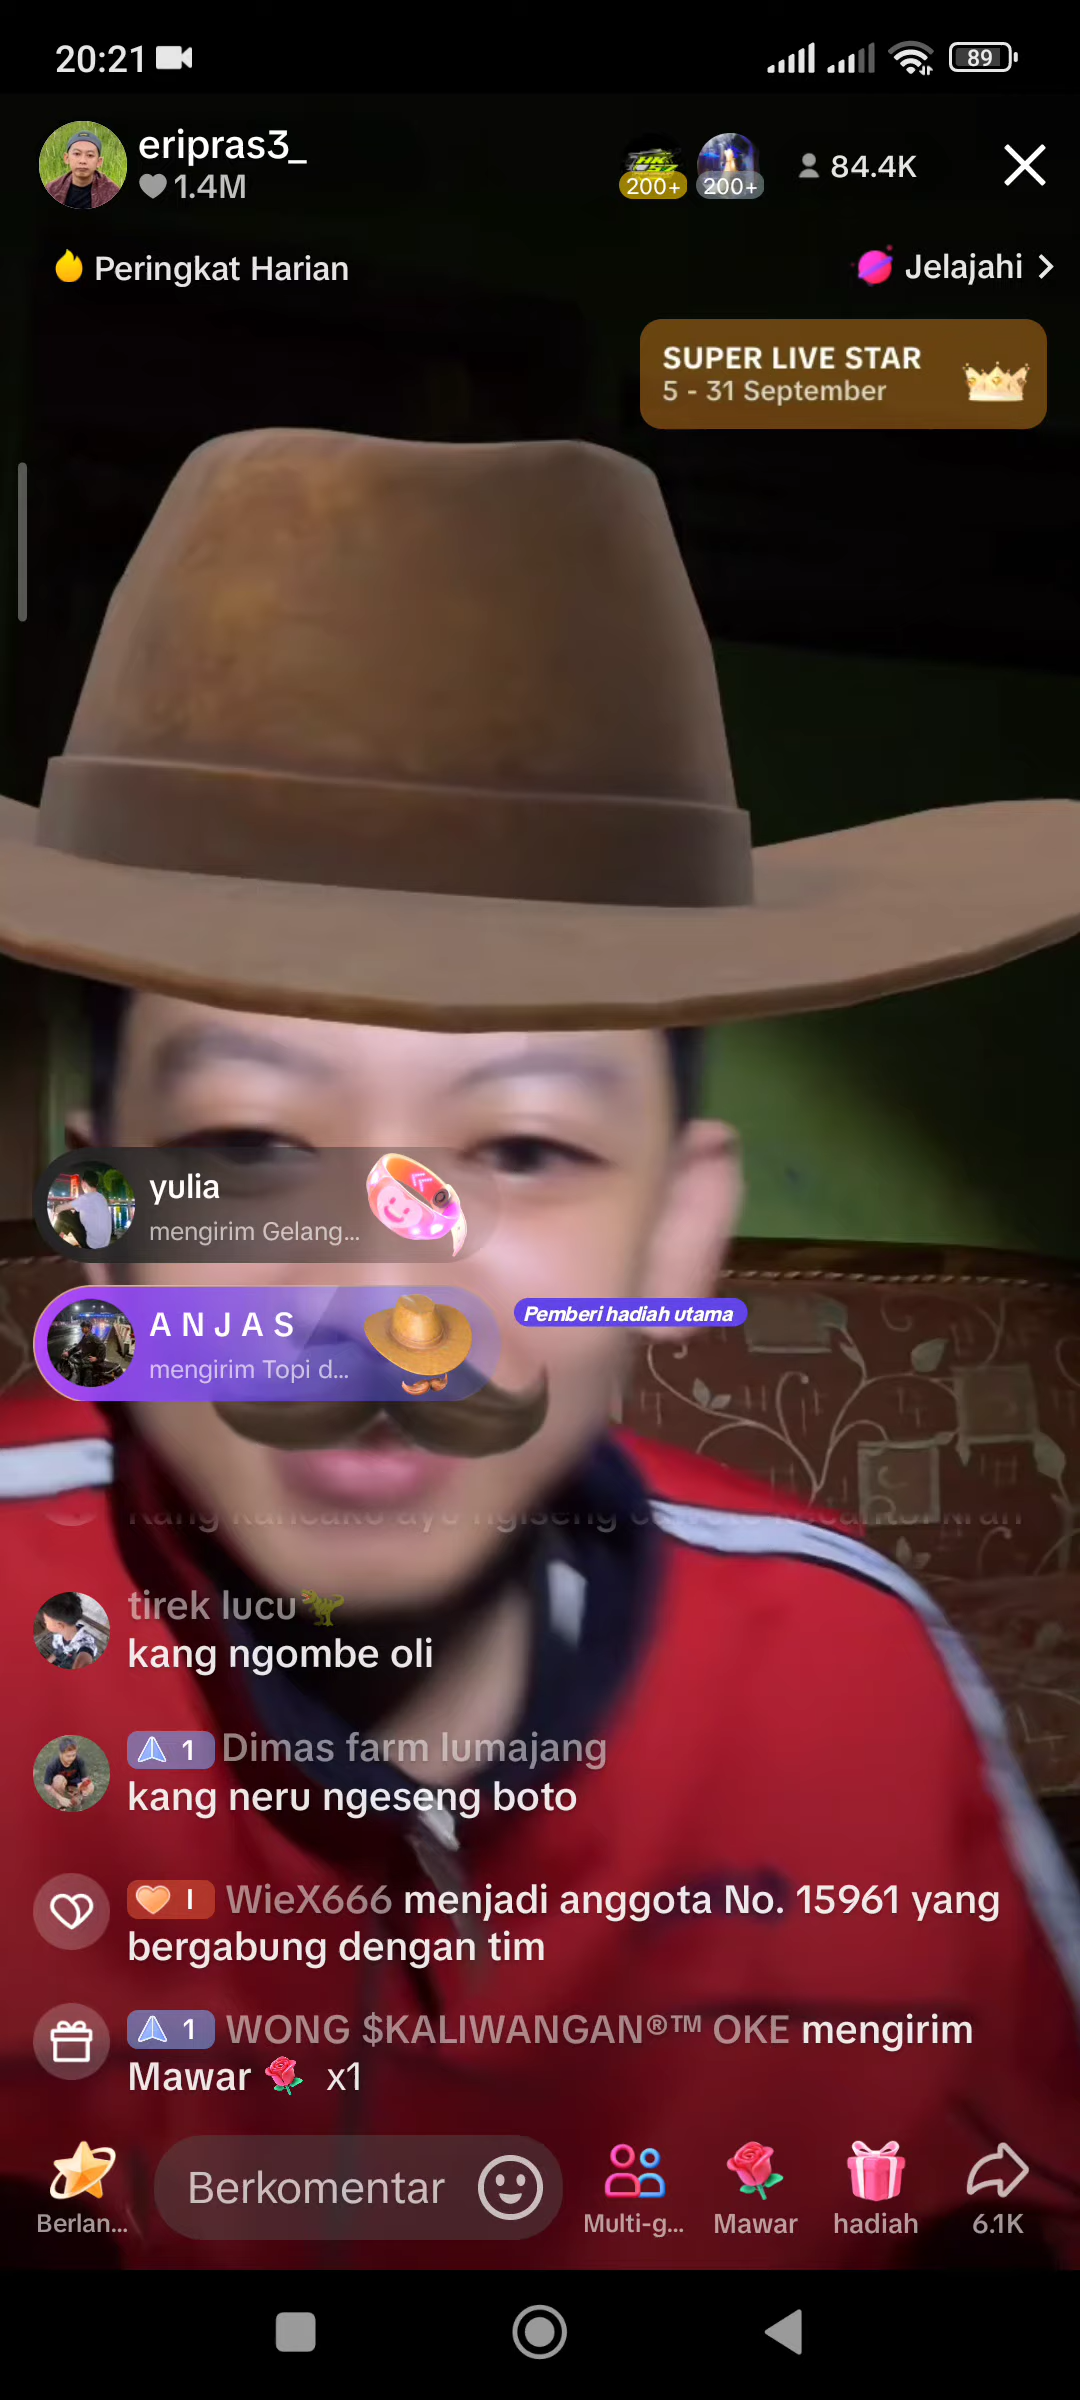 20:21
89
eripras3_
1.4M
200+
200+
84.4K
Peringkat Harian
Jelajahi >
SUPER LIVE STAR
5 - 31 September
yulia
mengirim Gelang...
A N J A S
mengirim Topi d...
Pemberi hadiah utama
tirek lucu🦖
kang ngombe oli
1 Dimas farm lumajang
kang neru ngeseng boto
I WieX666 menjadi anggota No. 15961 yang
bergabung dengan tim
1 WONG $KALIWANGAN®™ OKE mengirim
Mawar 🌹 x1
Berkomentar
Berlan...
Multi-g...
Mawar
hadiah
6.1K